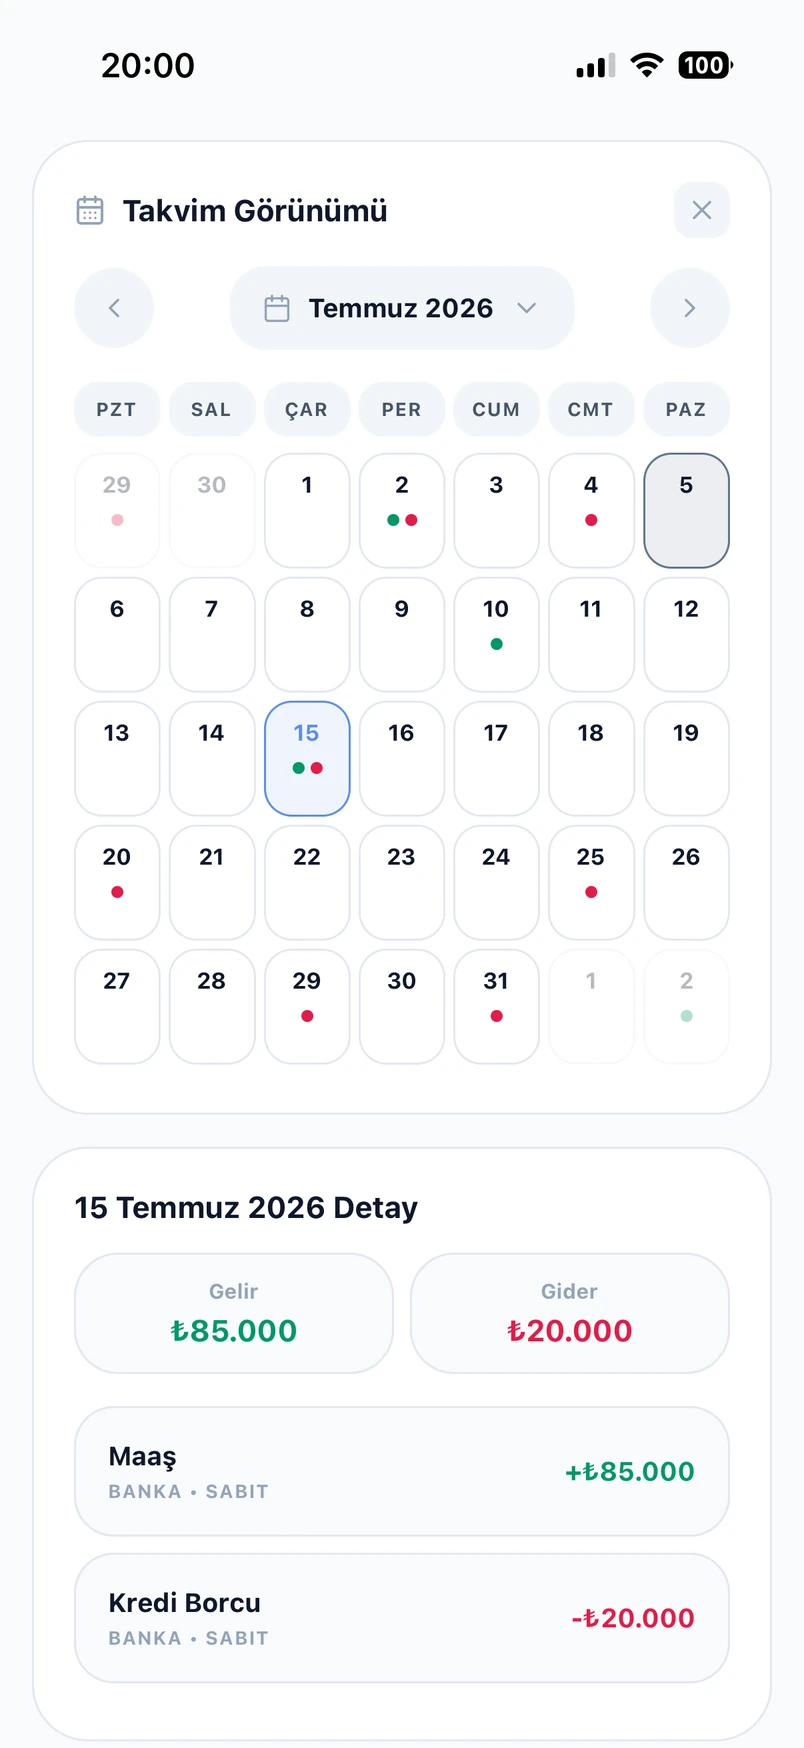 20:00
100
Takvim Görünümü
Temmuz 2026
PZT SAL ÇAR PER CUM CMT PAZ
29 30 1 2 3 4 5
6 7 8 9 10 11 12
13 14 15 16 17 18 19
20 21 22 23 24 25 26
27 28 29 30 31 1 2
15 Temmuz 2026 Detay
Gelir
₺85.000
Gider
₺20.000
Maaş
BANKA • SABIT
+₺85.000
Kredi Borcu
BANKA • SABIT
-₺20.000